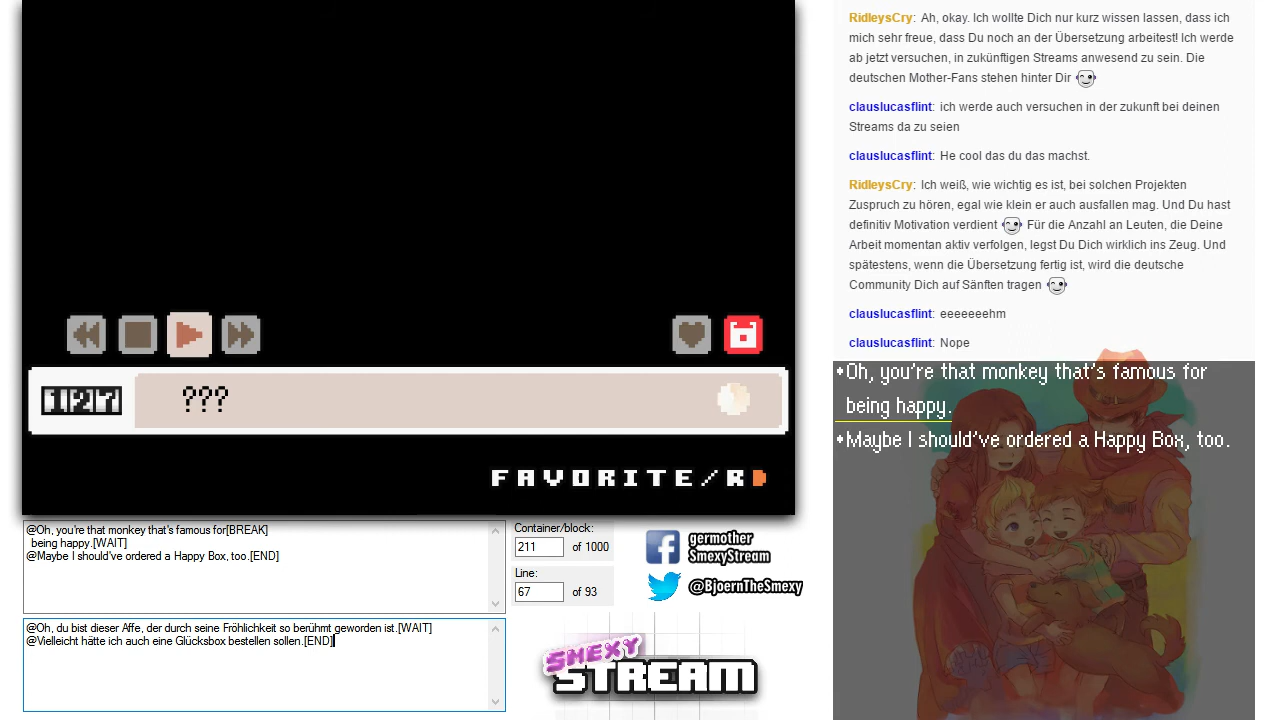 RidleysCry: Ah, okay. Ich wollte Dich nur kurz wissen lassen, dass ich
mich sehr freue, dass Du noch an der Übersetzung arbeitest! Ich werde
ab jetzt versuchen, in zukünftigen Streams anwesend zu sein. Die
deutschen Mother-Fans stehen hinter Dir
clauslucasflint: ich werde auch versuchen in der zukunft bei deinen
Streams da zu seien
clauslucasflint: He cool das du das machst.
RidleysCry: Ich weiß, wie wichtig es ist, bei solchen Projekten
Zuspruch zu hören, egal wie klein er auch ausfallen mag. Und Du hast
definitiv Motivation verdient Für die Anzahl an Leuten, die Deine
Arbeit momentan aktiv verfolgen, legst Du Dich wirklich ins Zeug. Und
spätestens, wenn die Übersetzung fertig ist, wird die deutsche
Community Dich auf Sänften tragen
clauslucasflint: eeeeeeehm
clauslucasflint: Nope
127 ???
FAVORITE/R
•Oh, you're that monkey that's famous for
being happy.
•Maybe I should've ordered a Happy Box, too.
@Oh, you're that monkey that's famous for[BREAK]
being happy.[WAIT]
@Maybe I should've ordered a Happy Box, too.[END]
@Oh, du bist dieser Affe, der durch seine Fröhlichkeit so berühmt geworden ist.[WAIT]
@Vielleicht hätte ich auch eine Glücksbox bestellen sollen.[END]
Container/block:
211 of 1000
Line:
67 of 93
germother
SmexyStream
@BjoernTheSmexy
SMEXY
STREAM